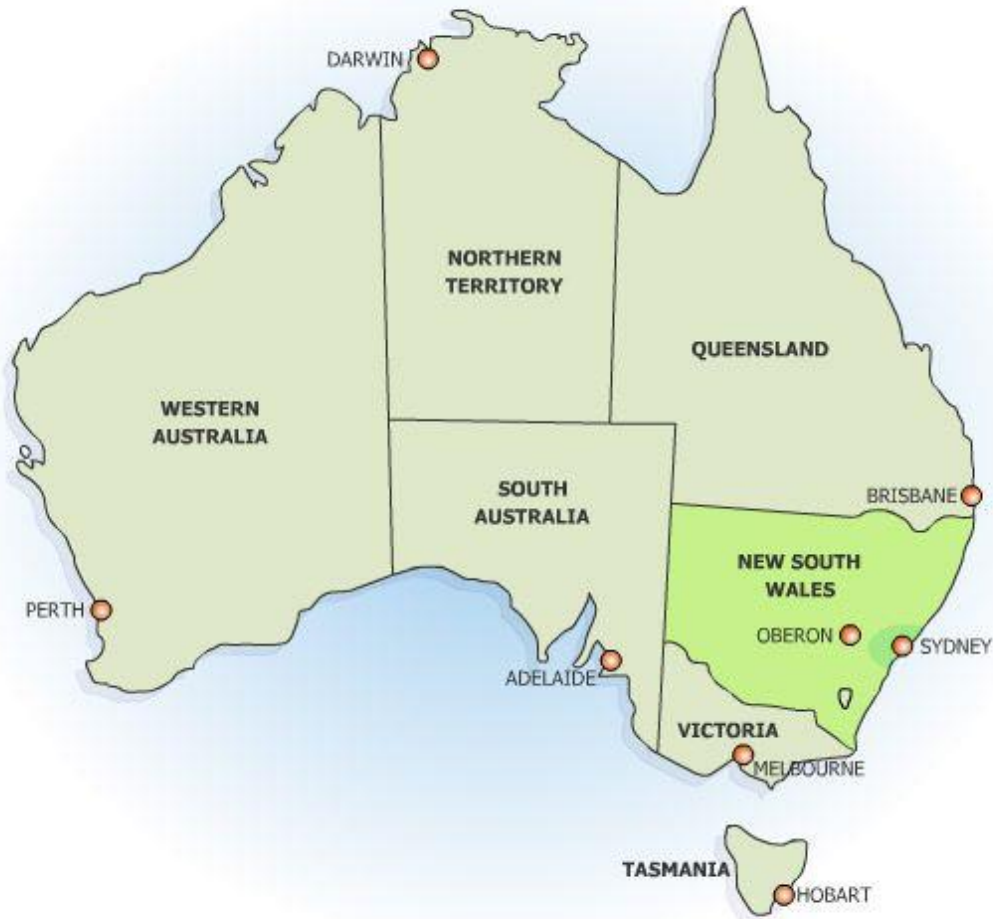 DARWIN
NORTHERN
TERRITORY
QUEENSLAND
WESTERN
AUSTRALIA
SOUTH
AUSTRALIA
BRISBANE
NEW SOUTH
WALES
PERTH
OBERON
SYDNEY
ADELAIDE
VICTORIA
MELBOURNE
TASMANIA
HOBART